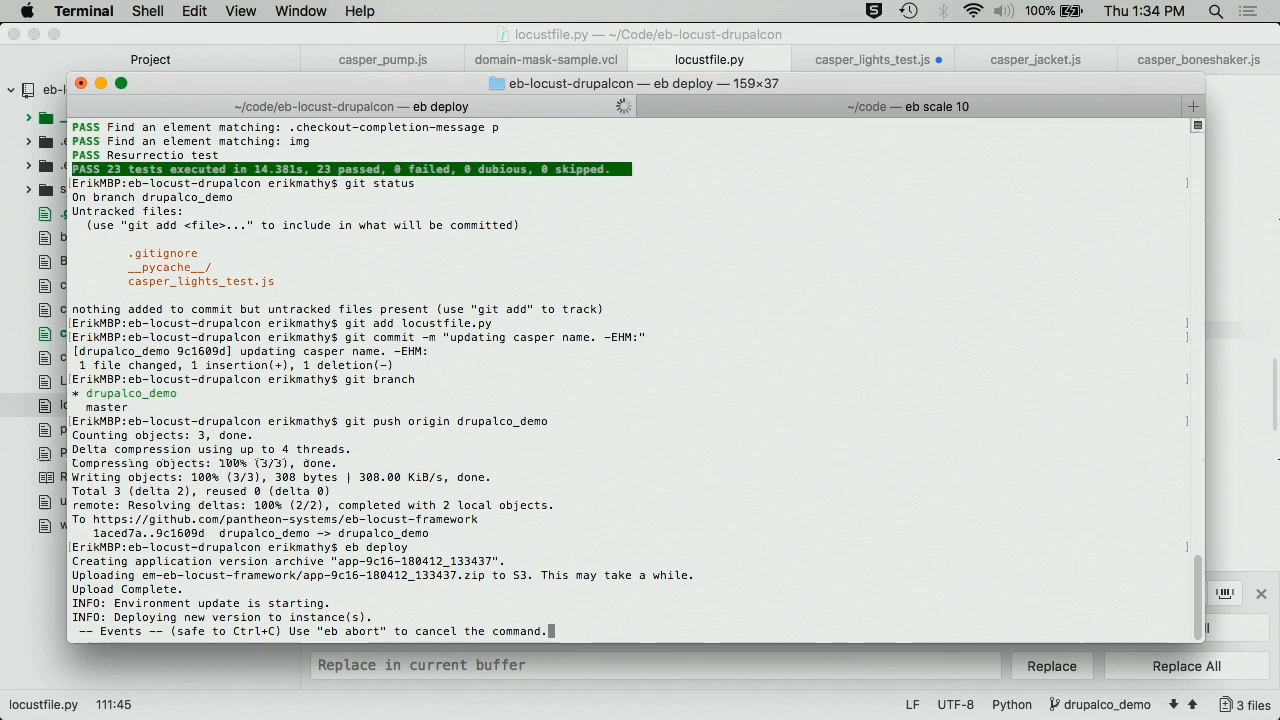 Terminal Shell Edit View Window Help 100% Thu 1:34 PM
locustfile.py — ~/Code/eb-locust-drupalcon
Project casper_pump.js domain-mask-sample.vcl locustfile.py casper_lights_test.js casper_jacket.js casper_boneshaker.js
eb-locust-drupalcon — eb deploy — 159×37
~/code/eb-locust-drupalcon — eb deploy ~/code — eb scale 10
PASS Find an element matching: .checkout-completion-message p
PASS Find an element matching: img
PASS Resurrectio test
PASS 23 tests executed in 14.381s, 23 passed, 0 failed, 0 dubious, 0 skipped.
[ErikMBP:eb-locust-drupalcon erikmathy$ git status ]
On branch drupalco_demo
Untracked files:
(use "git add <file>..." to include in what will be committed)
.gitignore
__pycache__/
casper_lights_test.js
nothing added to commit but untracked files present (use "git add" to track)
[ErikMBP:eb-locust-drupalcon erikmathy$ git add locustfile.py ]
[ErikMBP:eb-locust-drupalcon erikmathy$ git commit -m "updating casper name. -EHM:" ]
[drupalco_demo 9c1609d] updating casper name. -EHM:
1 file changed, 1 insertion(+), 1 deletion(-)
[ErikMBP:eb-locust-drupalcon erikmathy$ git branch ]
* drupalco_demo
master
[ErikMBP:eb-locust-drupalcon erikmathy$ git push origin drupalco_demo ]
Counting objects: 3, done.
Delta compression using up to 4 threads.
Compressing objects: 100% (3/3), done.
Writing objects: 100% (3/3), 308 bytes | 308.00 KiB/s, done.
Total 3 (delta 2), reused 0 (delta 0)
remote: Resolving deltas: 100% (2/2), completed with 2 local objects.
To https://github.com/pantheon-systems/eb-locust-framework
1aced7a..9c1609d drupalco_demo -> drupalco_demo
[ErikMBP:eb-locust-drupalcon erikmathy$ eb deploy ]
Creating application version archive "app-9c16-180412_133437".
Uploading em-eb-locust-framework/app-9c16-180412_133437.zip to S3. This may take a while.
Upload Complete.
INFO: Environment update is starting.
INFO: Deploying new version to instance(s).
-- Events -- (safe to Ctrl+C) Use "eb abort" to cancel the command.
Replace in current buffer Replace Replace All
locustfile.py 111:45 LF UTF-8 Python drupalco_demo 3 files